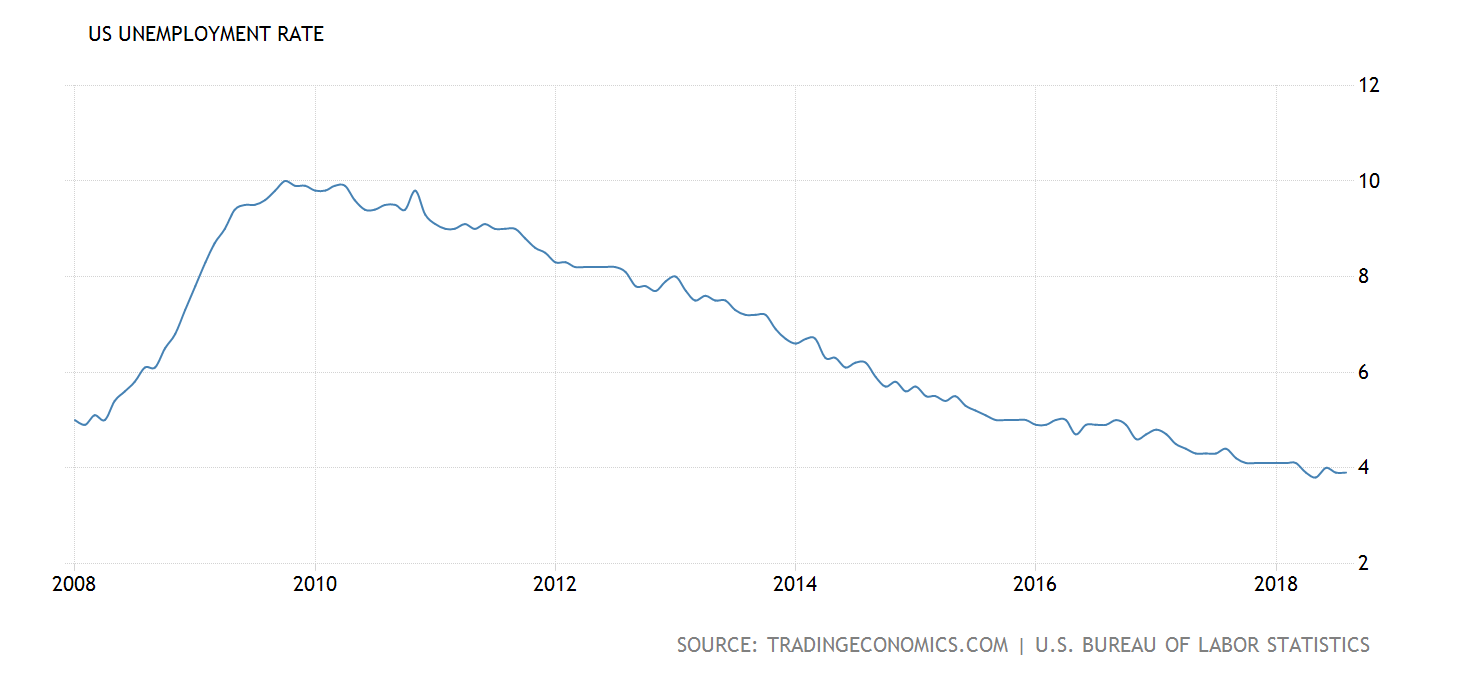 US UNEMPLOYMENT RATE
12
10
8
6
4
2
2008 2010 2012 2014 2016 2018
SOURCE: TRADINGECONOMICS.COM | U.S. BUREAU OF LABOR STATISTICS